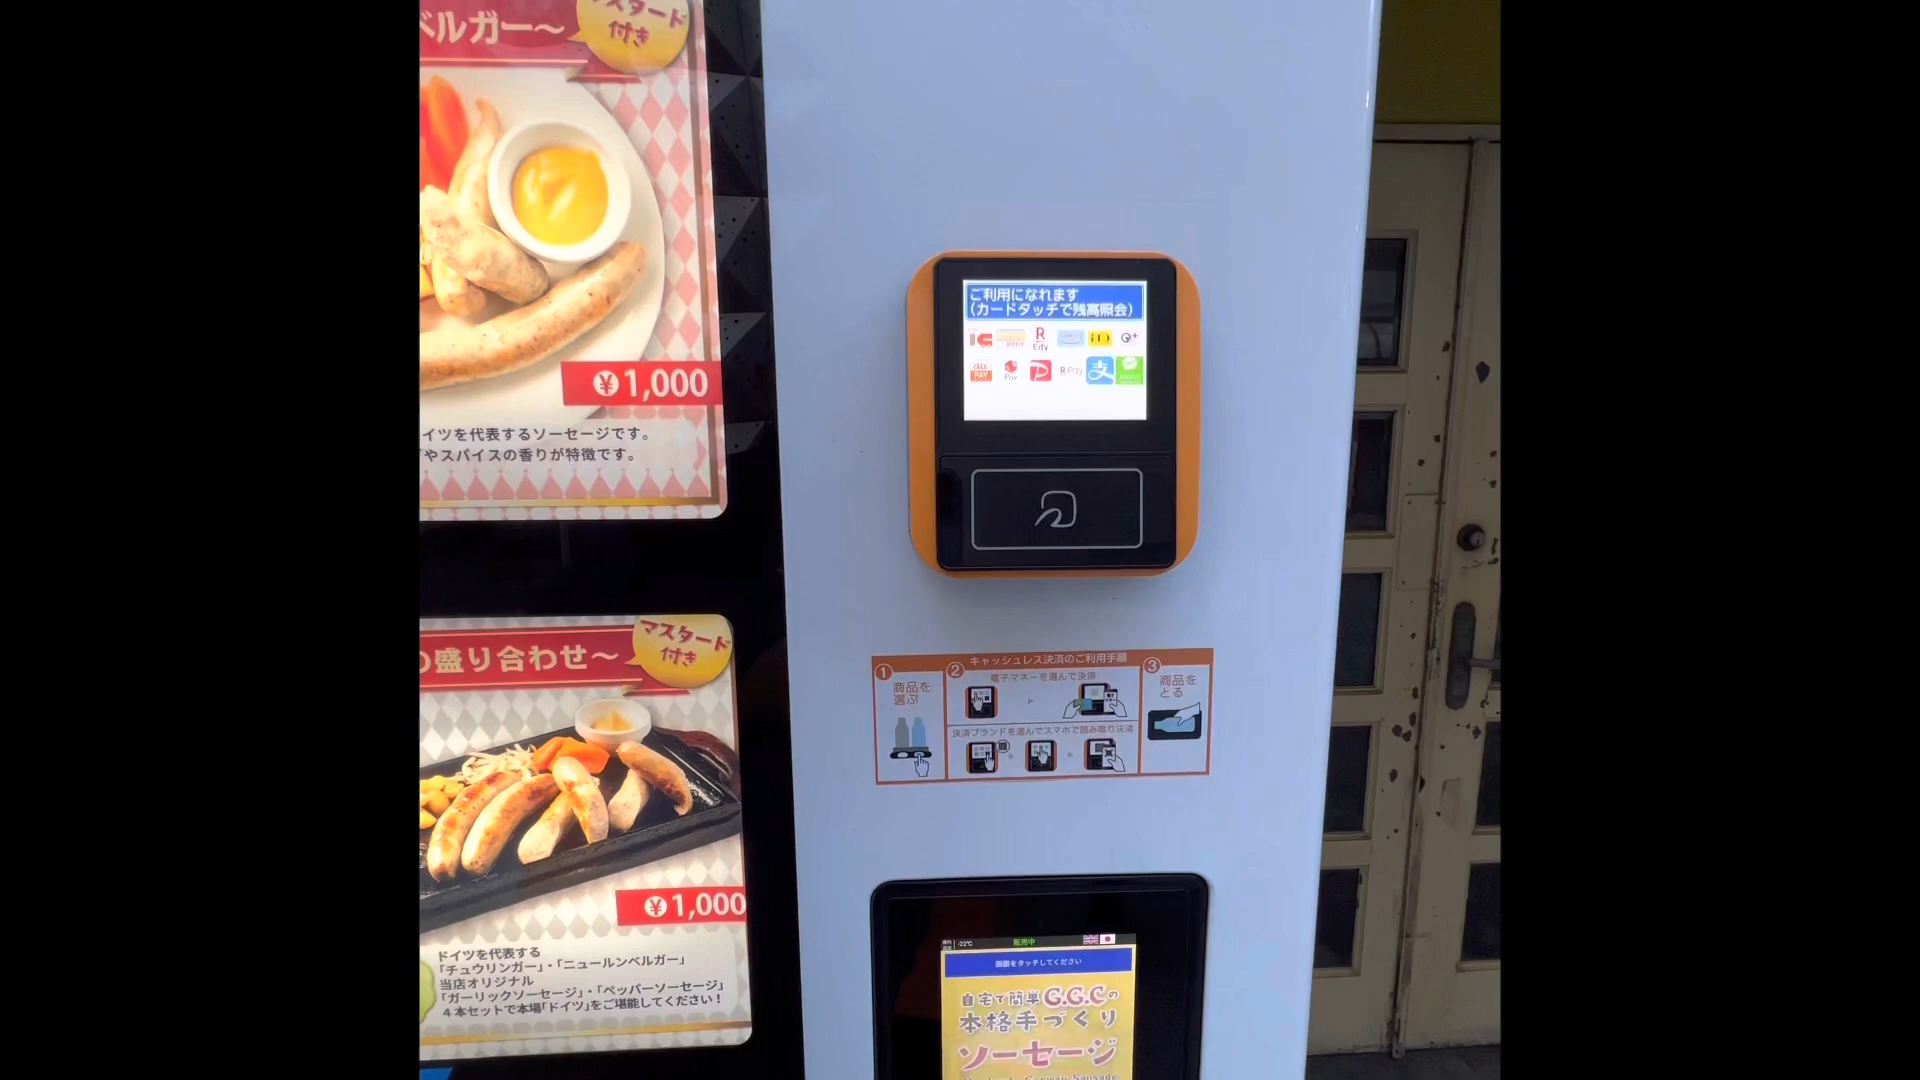 ベルガー～
マスタード
付き
¥1,000
イツを代表するソーセージです。
やスパイスの香りが特徴です。
の盛り合わせ～
マスタード
付き
¥1,000
ドイツを代表する
「チュウリンガー」・「ニュールンベルガー」
当店オリジナル
「ガーリックソーセージ」・「ペッパーソーセージ」
4本セットで本場「ドイツ」をご堪能してください！
ご利用になれます
(カードタッチで残高照会)
R Edy
iD
au PAY
Pay
R Pay
支
キャッシュレス決済のご利用手順
① 商品を
選ぶ
② 電子マネーを選んで決済
決済ブランドを選んでスマホで読み取り決済
③ 商品を
とる
-22℃ 販売中
画面をタッチしてください
自宅で簡単G.G.Cの
本格手づくり
ソーセージ
German Sausage